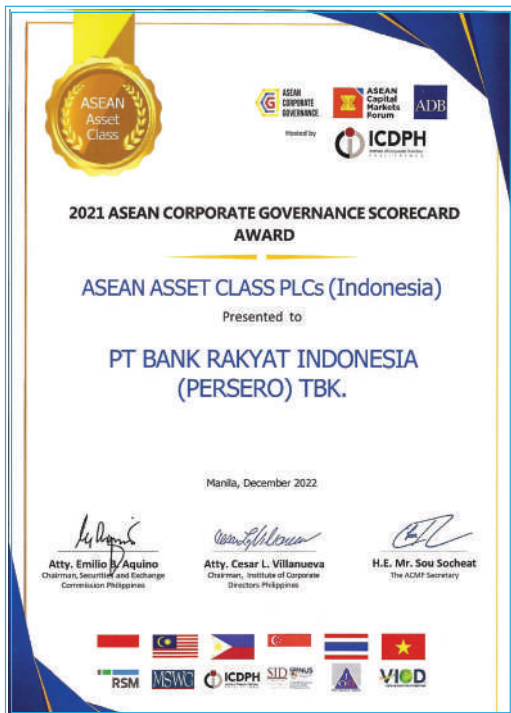 ASEAN
Asset
Class
ASEAN
CORPORATE
GOVERNANCE
ASEAN
Capital
Markets
Forum
ADB
Hosted by
ICDPH
2021 ASEAN CORPORATE GOVERNANCE SCORECARD
AWARD
ASEAN ASSET CLASS PLCs (Indonesia)
Presented to
PT BANK RAKYAT INDONESIA
(PERSERO) TBK.
Manila, December 2022
Atty. Emilio B. Aquino
Chairman, Securities and Exchange
Commission Philippines
Atty. Cesar L. Villanueva
Chairman, Institute of Corporate
Directors Philippines
H.E. Mr. Sou Socheat
The ACMF Secretary
RSM
MSWG
ICDPH
SID
NUS
VIOD